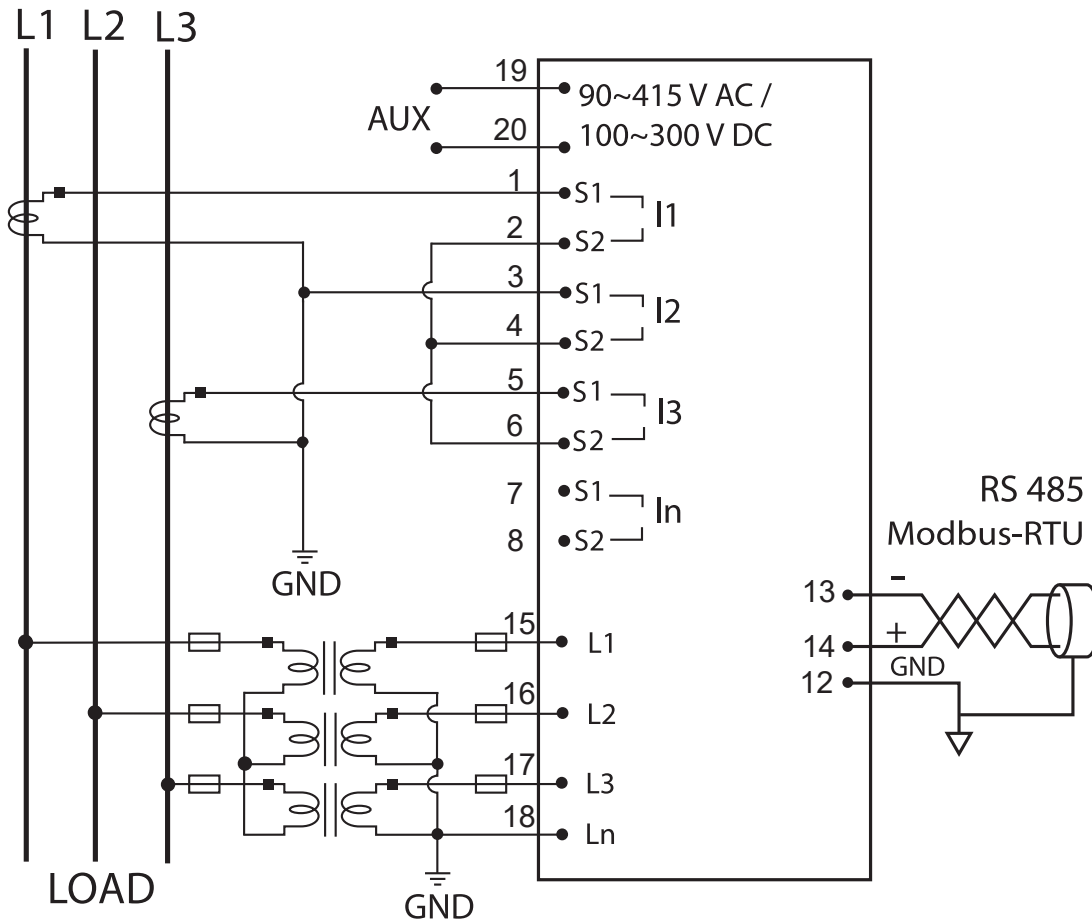 L1 L2 L3
AUX
19
20
90~415 V AC /
100~300 V DC
1
S1
I1
2
S2
3
S1
I2
4
S2
5
S1
I3
6
S2
7
S1
In
8
S2
GND
RS 485
Modbus-RTU
13
-
14
+
GND
12
15
L1
16
L2
17
L3
18
Ln
LOAD
GND